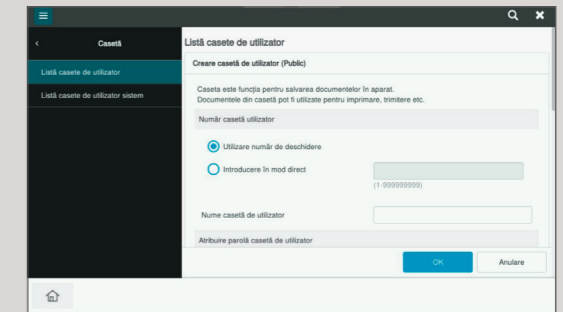 Casetă
Listă casete de utilizator
Listă casete de utilizator sistem
Listă casete de utilizator
Creare casetă de utilizator (Public)
Caseta este funcția pentru salvarea documentelor în aparat.
Documentele din casetă pot fi utilizate pentru imprimare, trimitere etc.
Număr casetă utilizator
Utilizare număr de deschidere
Introducere în mod direct
(1-999999999)
Nume casetă de utilizator
Atribuire parolă casetă de utilizator
OK
Anulare